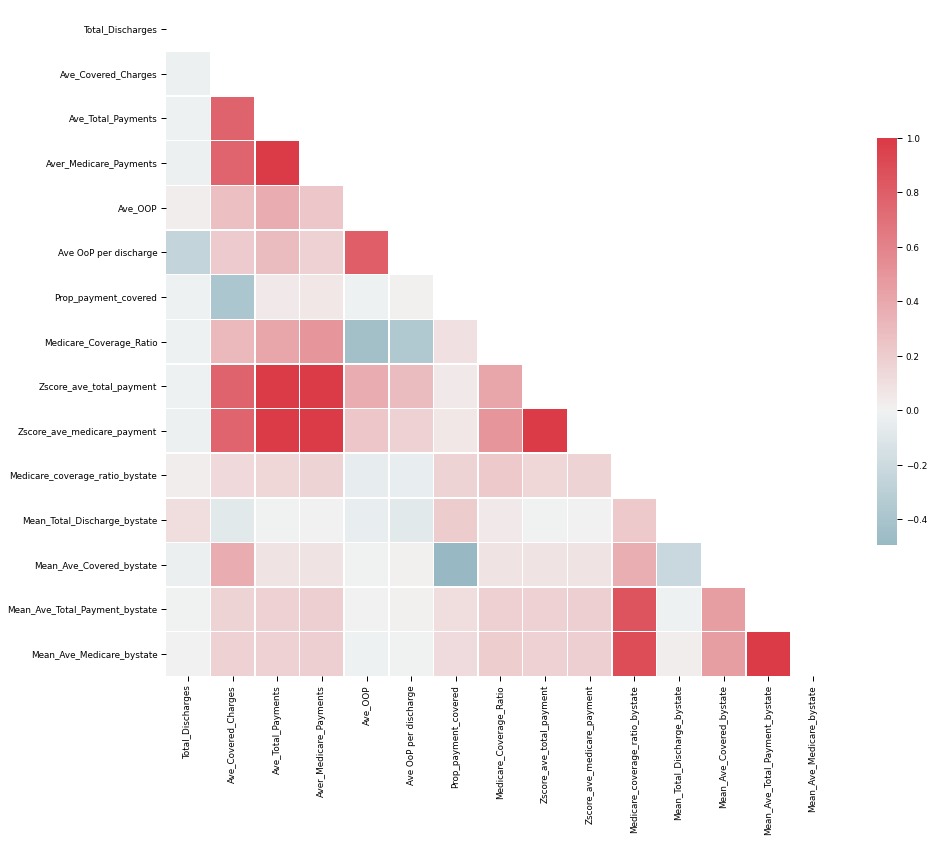 Total_Discharges
Ave_Covered_Charges
Ave_Total_Payments
Aver_Medicare_Payments
Ave_OOP
Ave OoP per discharge
Prop_payment_covered
Medicare_Coverage_Ratio
Zscore_ave_total_payment
Zscore_ave_medicare_payment
Medicare_coverage_ratio_bystate
Mean_Total_Discharge_bystate
Mean_Ave_Covered_bystate
Mean_Ave_Total_Payment_bystate
Mean_Ave_Medicare_bystate
Total_Discharges
Ave_Covered_Charges
Ave_Total_Payments
Aver_Medicare_Payments
Ave_OOP
Ave OoP per discharge
Prop_payment_covered
Medicare_Coverage_Ratio
Zscore_ave_total_payment
Zscore_ave_medicare_payment
Medicare_coverage_ratio_bystate
Mean_Total_Discharge_bystate
Mean_Ave_Covered_bystate
Mean_Ave_Total_Payment_bystate
Mean_Ave_Medicare_bystate
1.0
0.8
0.6
0.4
0.2
0.0
−0.2
−0.4